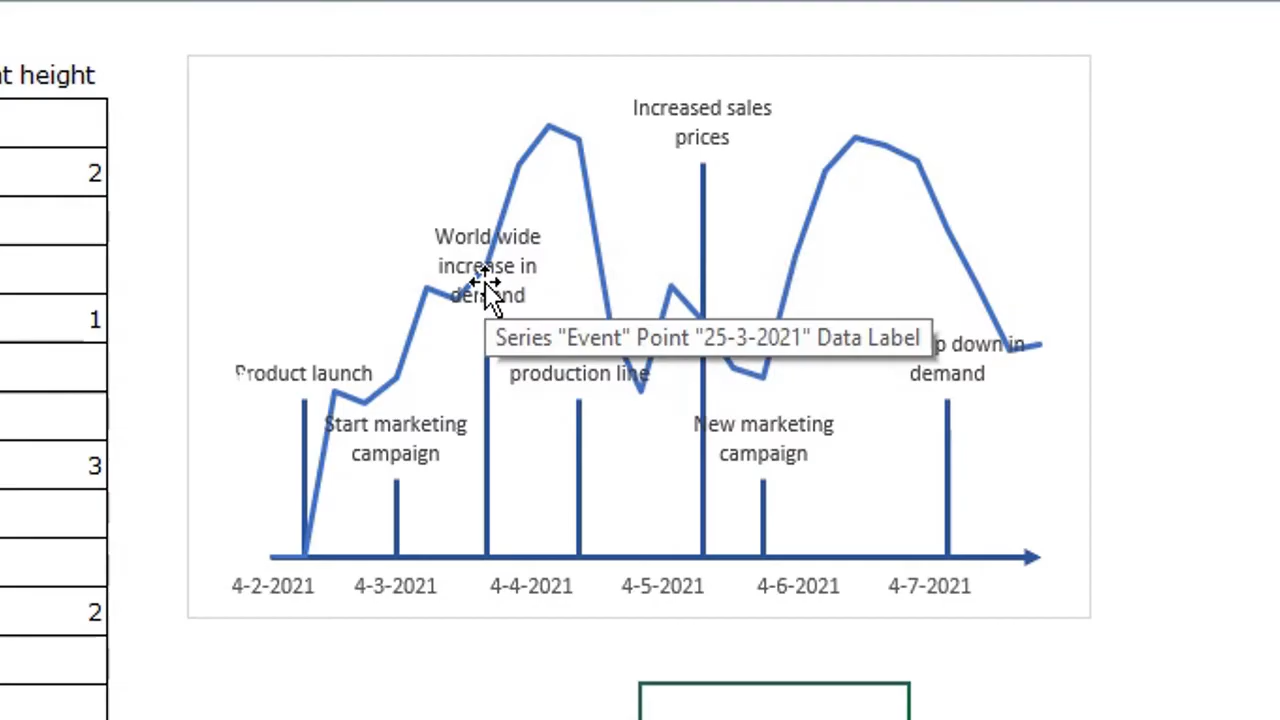 t height
2
1
3
2
Increased sales
prices
World wide
increase in
demand
Series "Event" Point "25-3-2021" Data Label
p down in
demand
Product launch
production line
Start marketing
campaign
New marketing
campaign
4-2-2021
4-3-2021
4-4-2021
4-5-2021
4-6-2021
4-7-2021